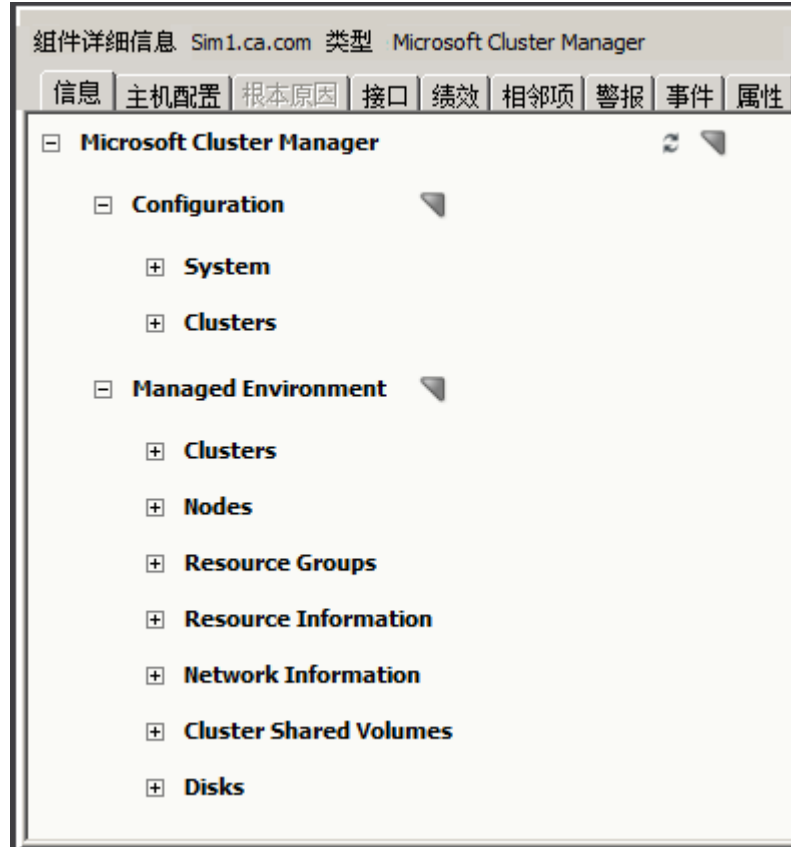 组件详细信息 Sim1.ca.com 类型 Microsoft Cluster Manager
信息 主机配置 根本原因 接口 绩效 相邻项 警报 事件 属性
Microsoft Cluster Manager
Configuration
System
Clusters
Managed Environment
Clusters
Nodes
Resource Groups
Resource Information
Network Information
Cluster Shared Volumes
Disks